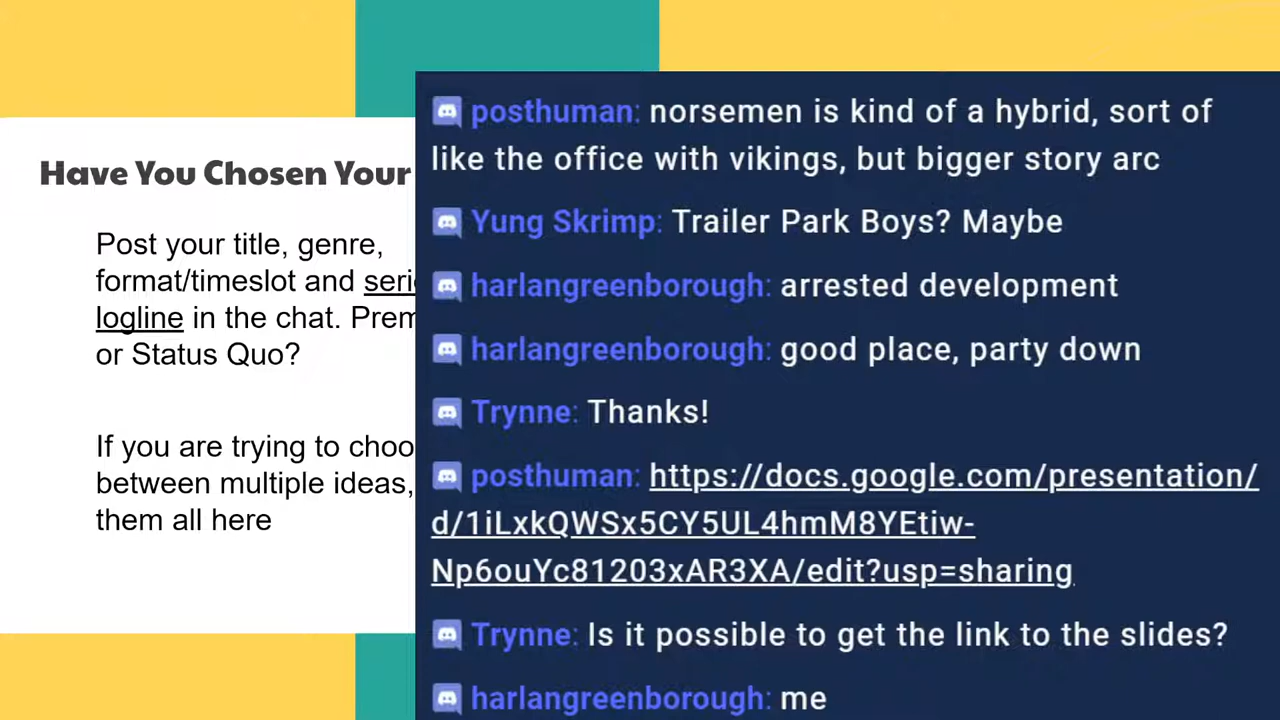 Have You Chosen Your
Post your title, genre,
format/timeslot and
logline in the chat.
or Status Quo?
If you are trying to
between multiple ideas,
them all here
posthuman: norsemen is kind of a hybrid, sort of
like the office with vikings, but bigger story arc
Yung Skrimp: Trailer Park Boys? Maybe
harlangreenborough: arrested development
harlangreenborough: good place, party down
Trynne: Thanks!
posthuman: https://docs.google.com/presentation/
d/1iLxkQWSx5CY5UL4hmM8YEtiw-
Np6ouYc81203xAR3XA/edit?usp=sharing
Trynne: Is it possible to get the link to the slides?
harlangreenborough: me